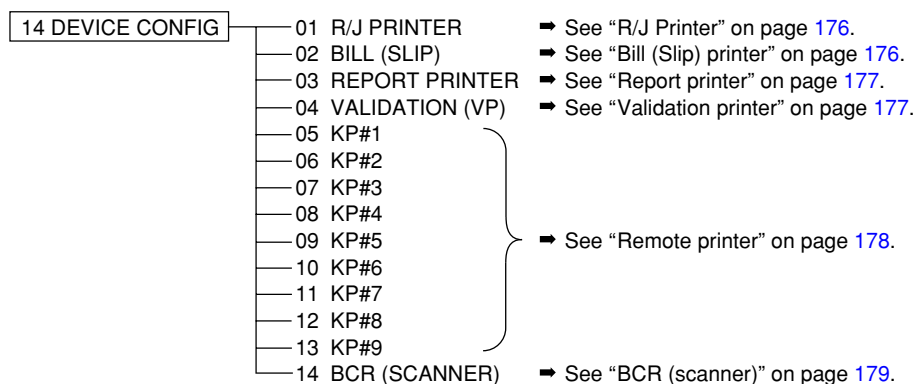 14 DEVICE CONFIG
01 R/J PRINTER ➡ See “R/J Printer” on page 176.
02 BILL (SLIP) ➡ See “Bill (Slip) printer” on page 176.
03 REPORT PRINTER ➡ See “Report printer” on page 177.
04 VALIDATION (VP) ➡ See “Validation printer” on page 177.
05 KP#1
06 KP#2
07 KP#3
08 KP#4
09 KP#5 ➡ See “Remote printer” on page 178.
10 KP#6
11 KP#7
12 KP#8
13 KP#9
14 BCR (SCANNER) ➡ See “BCR (scanner)” on page 179.